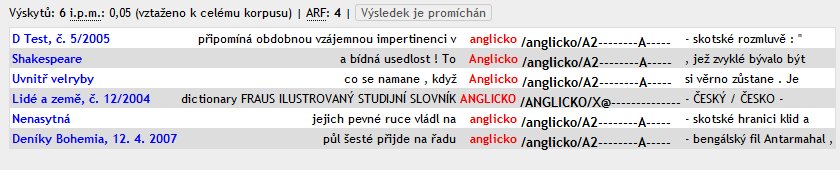 Výskytů: 6 i.p.m.: 0,05 (vztaženo k celému korpusu) | ARF: 4 | Výsledek je promíchán
D Test, č. 5/2005 připomíná obdobnou vzájemnou impertinenci v anglicko /anglicko/A2--------A----- - skotské rozmluvě : "
Shakespeare a bídná usedlost ! To Anglicko /Anglicko/A2--------A----- , jež zvyklé bývalo být
Uvnitř velryby co se namane , když Anglicko /Anglicko/A2--------A----- si věrno zůstane . Je
Lidé a země, č. 12/2004 dictionary FRAUS ILUSTROVANÝ STUDIJNÍ SLOVNÍK ANGLICKO /ANGLICKO/X@--------------- - ČESKÝ / ČESKO -
Nenasytná jejich pevné ruce vládl na anglicko /anglicko/A2--------A----- - skotské hranici klid a
Deníky Bohemia, 12. 4. 2007 půl šesté přijde na řadu anglicko /anglicko/A2--------A----- - bengálský fil Antarmahal ,